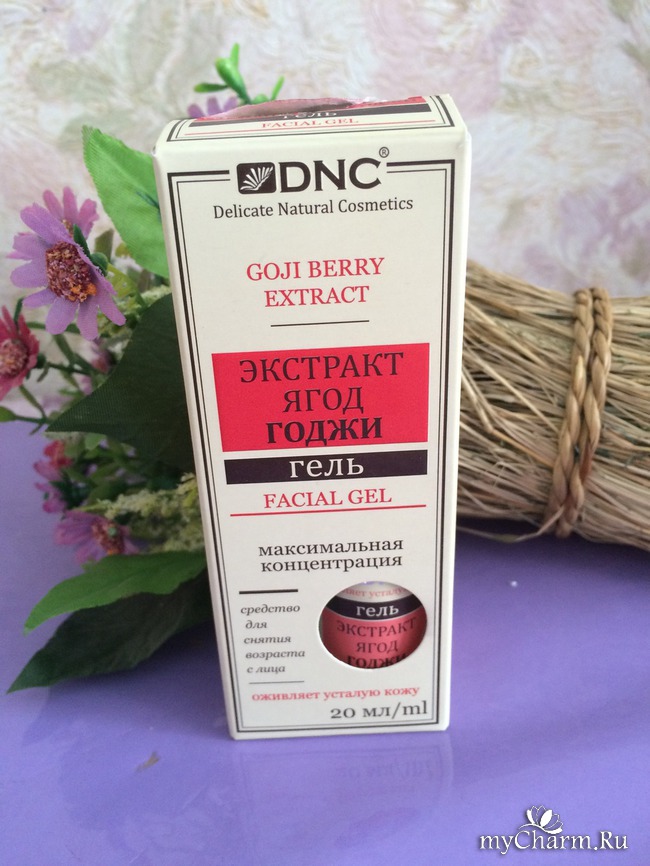 гель
FACIAL GEL
DNC®
Delicate Natural Cosmetics
GOJI BERRY
EXTRACT
ЭКСТРАКТ
ЯГОД
ГОДЖИ
гель
FACIAL GEL
максимальная
концентрация
средство
для
снятия
возраста
с лица
гель
ЭКСТРАКТ
ЯГОД
ГОДЖИ
оживляет усталую кожу
20 мл/ml
myCharm.Ru